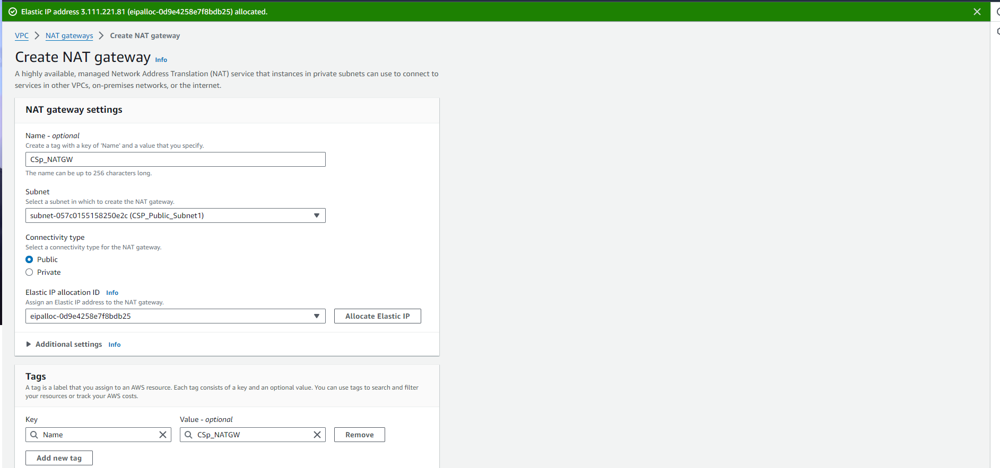 Elastic IP address 3.111.221.81 (eipalloc-0d9e4258e7f8bdb25) allocated.
VPC > NAT gateways > Create NAT gateway
Create NAT gateway Info
A highly available, managed Network Address Translation (NAT) service that instances in private subnets can use to connect to
services in other VPCs, on-premises networks, or the internet.
NAT gateway settings
Name - optional
Create a tag with a key of 'Name' and a value that you specify.
CSp_NATGW
The name can be up to 256 characters long.
Subnet
Select a subnet in which to create the NAT gateway.
subnet-057c0155158250e2c (CSP_Public_Subnet1)
Connectivity type
Select a connectivity type for the NAT gateway.
Public
Private
Elastic IP allocation ID Info
Assign an Elastic IP address to the NAT gateway.
eipalloc-0d9e4258e7f8bdb25 Allocate Elastic IP
Additional settings Info
Tags
A tag is a label that you assign to an AWS resource. Each tag consists of a key and an optional value. You can use tags to search and filter
your resources or track your AWS costs.
Key Value - optional
Name CSp_NATGW Remove
Add new tag